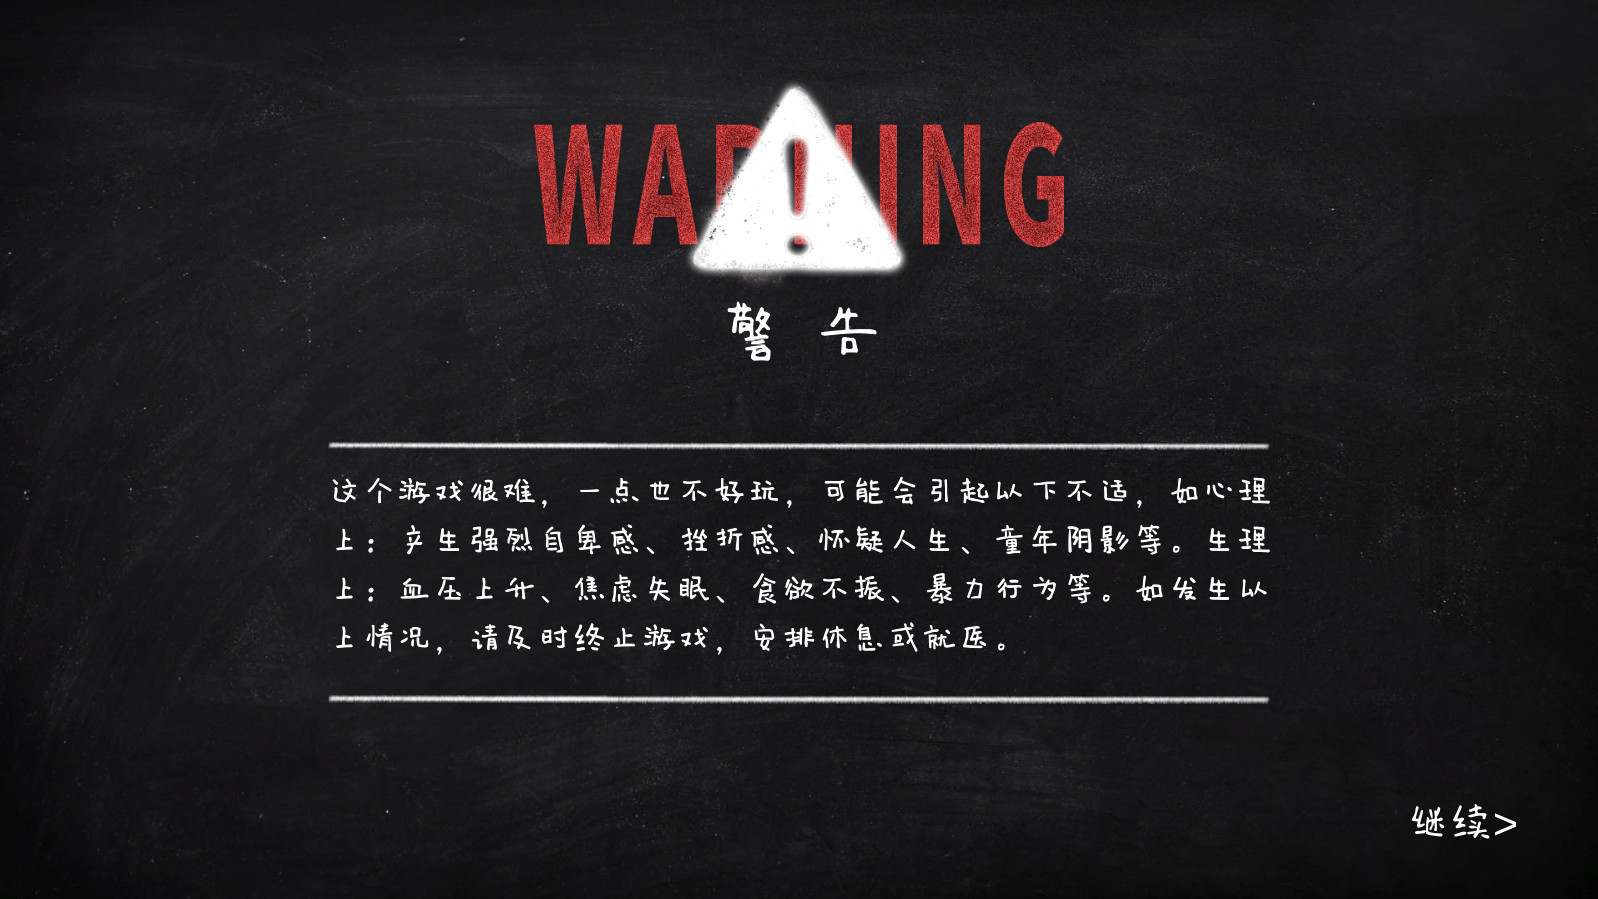 WARNING
警告
这个游戏很难，一点也不好玩，可能会引起以下不适，如心理
上：产生强烈自卑感、挫折感、怀疑人生、童年阴影等。生理
上：血压上升、焦虑失眠、食欲不振、暴力行为等。如发生以
上情况，请及时终止游戏，安排休息或就医。
继续>